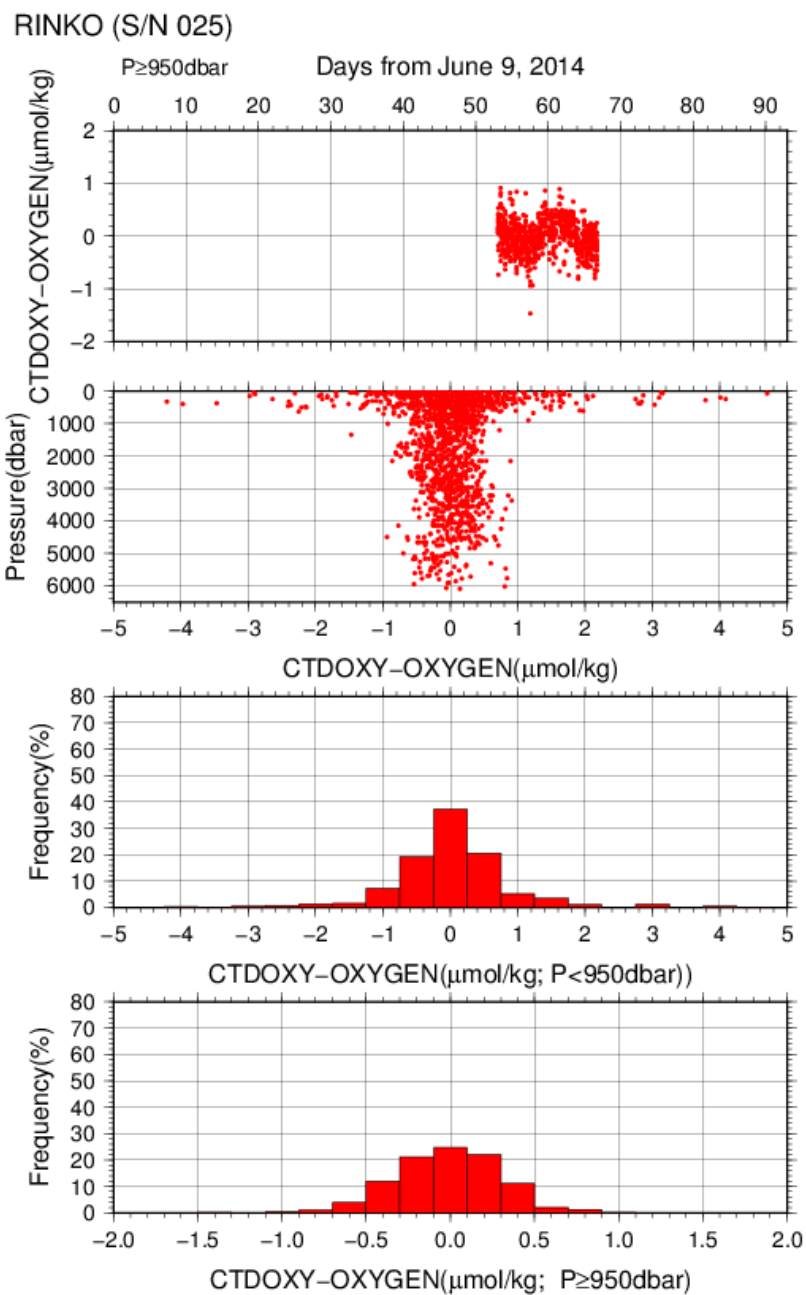 RINKO (S/N 025)
P≥950dbar
Days from June 9, 2014
0 10 20 30 40 50 60 70 80 90
CTDOXY−OXYGEN(μmol/kg)
2
1
0
−1
−2
Pressure(dbar)
0
1000
2000
3000
4000
5000
6000
−5 −4 −3 −2 −1 0 1 2 3 4 5
CTDOXY−OXYGEN(μmol/kg)
Frequency(%)
80
70
60
50
40
30
20
10
0
−5 −4 −3 −2 −1 0 1 2 3 4 5
CTDOXY−OXYGEN(μmol/kg; P<950dbar))
Frequency(%)
80
70
60
50
40
30
20
10
0
−2.0 −1.5 −1.0 −0.5 0.0 0.5 1.0 1.5 2.0
CTDOXY−OXYGEN(μmol/kg; P≥950dbar)